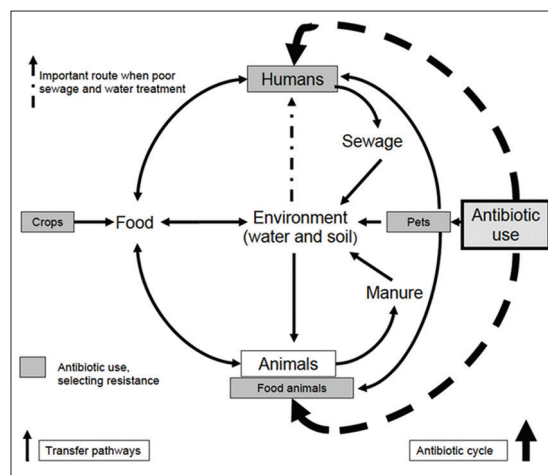 Important route when poor
sewage and water treatment
Humans
Sewage
Crops
Food
Environment
(water and soil)
Pets
Antibiotic
use
Manure
Animals
Food animals
Antibiotic use,
selecting resistance
Transfer pathways
Antibiotic cycle